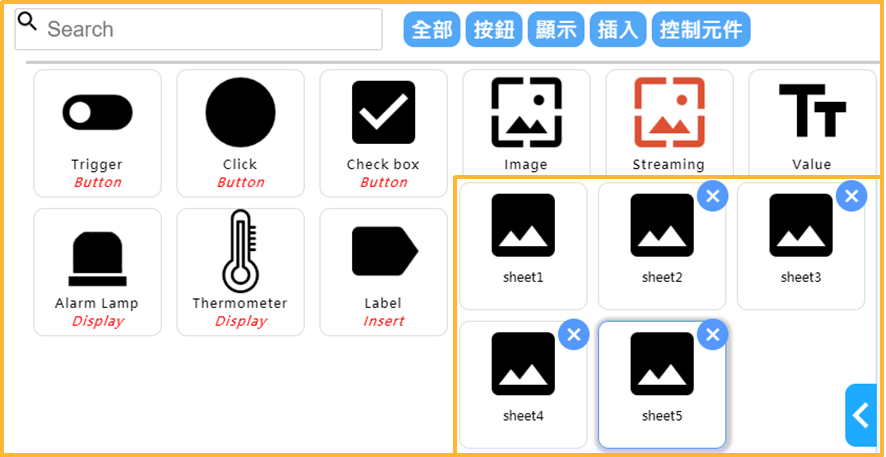 Search
全部 按鈕 顯示 插入 控制元件
Trigger
Button
Click
Button
Check box
Button
Image
Streaming
Value
Alarm Lamp
Display
Thermometer
Display
Label
Insert
sheet1
sheet2
sheet3
sheet4
sheet5